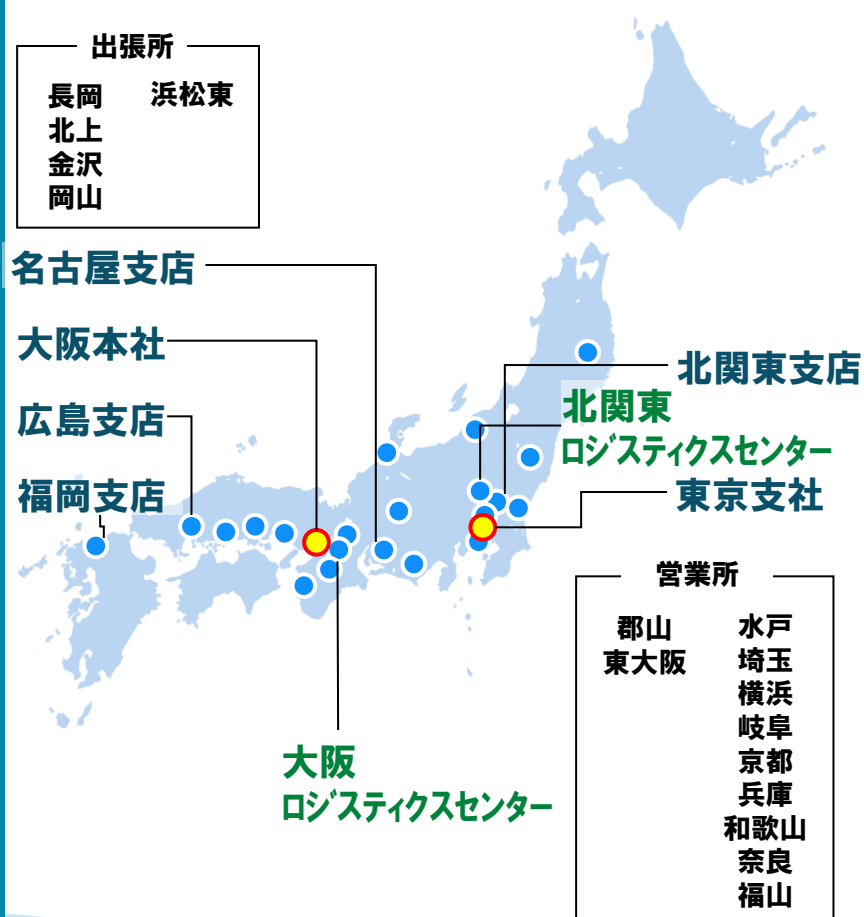 出張所
長岡 浜松東
北上
金沢
岡山
名古屋支店
大阪本社
広島支店
福岡支店
北関東支店
北関東
ロジスティクスセンター
東京支社
営業所
郡山 水戸
東大阪 埼玉
横浜
岐阜
京都
兵庫
和歌山
奈良
福山
大阪
ロジスティクスセンター